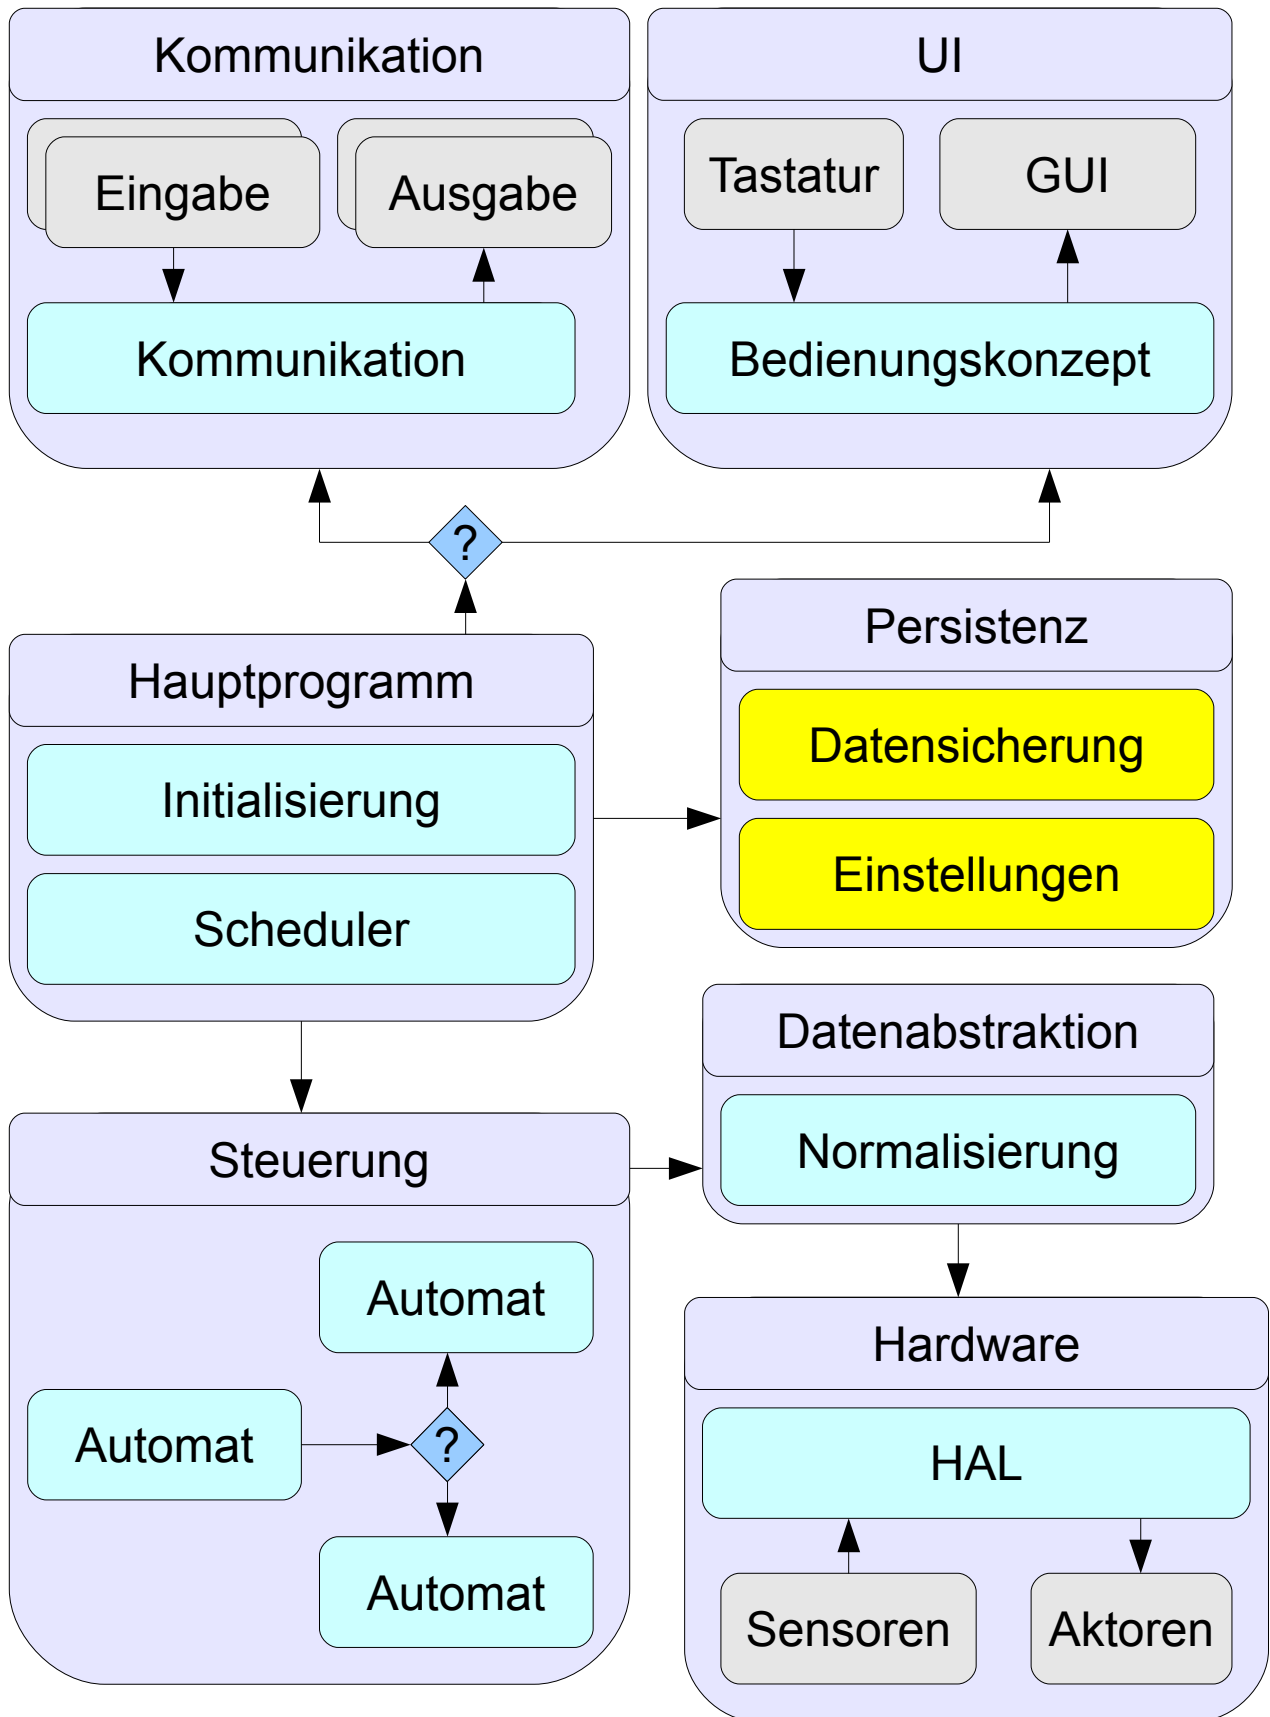 Kommunikation
Eingabe
Ausgabe
Kommunikation
UI
Tastatur
GUI
Bedienungskonzept
?
Hauptprogramm
Initialisierung
Scheduler
Persistenz
Datensicherung
Einstellungen
Steuerung
Automat
Automat
?
Automat
Datenabstraktion
Normalisierung
Hardware
HAL
Sensoren
Aktoren